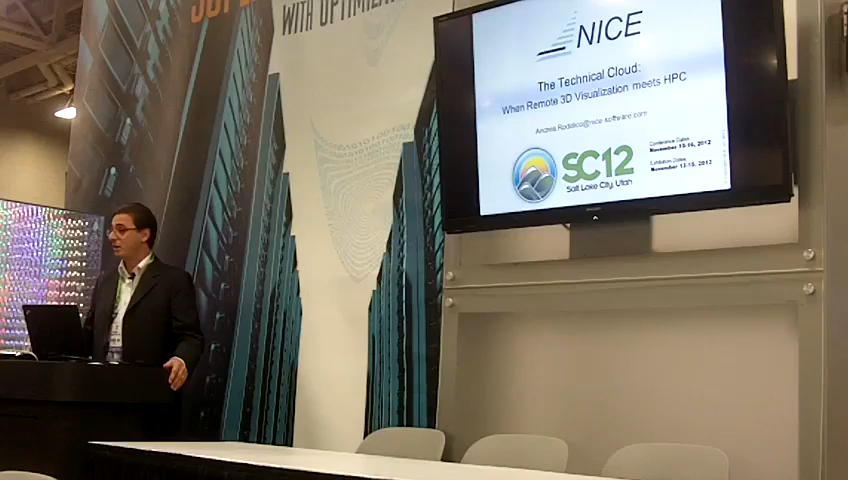 WITH OPTIMIZA
NICE
The Technical Cloud:
When Remote 3D Visualization meets HPC
Andrea.Rodolico@nice-software.com
SC12
Salt Lake City, Utah
Conference Dates:
November 10-16, 2012
Exhibition Dates:
November 12-15, 2012